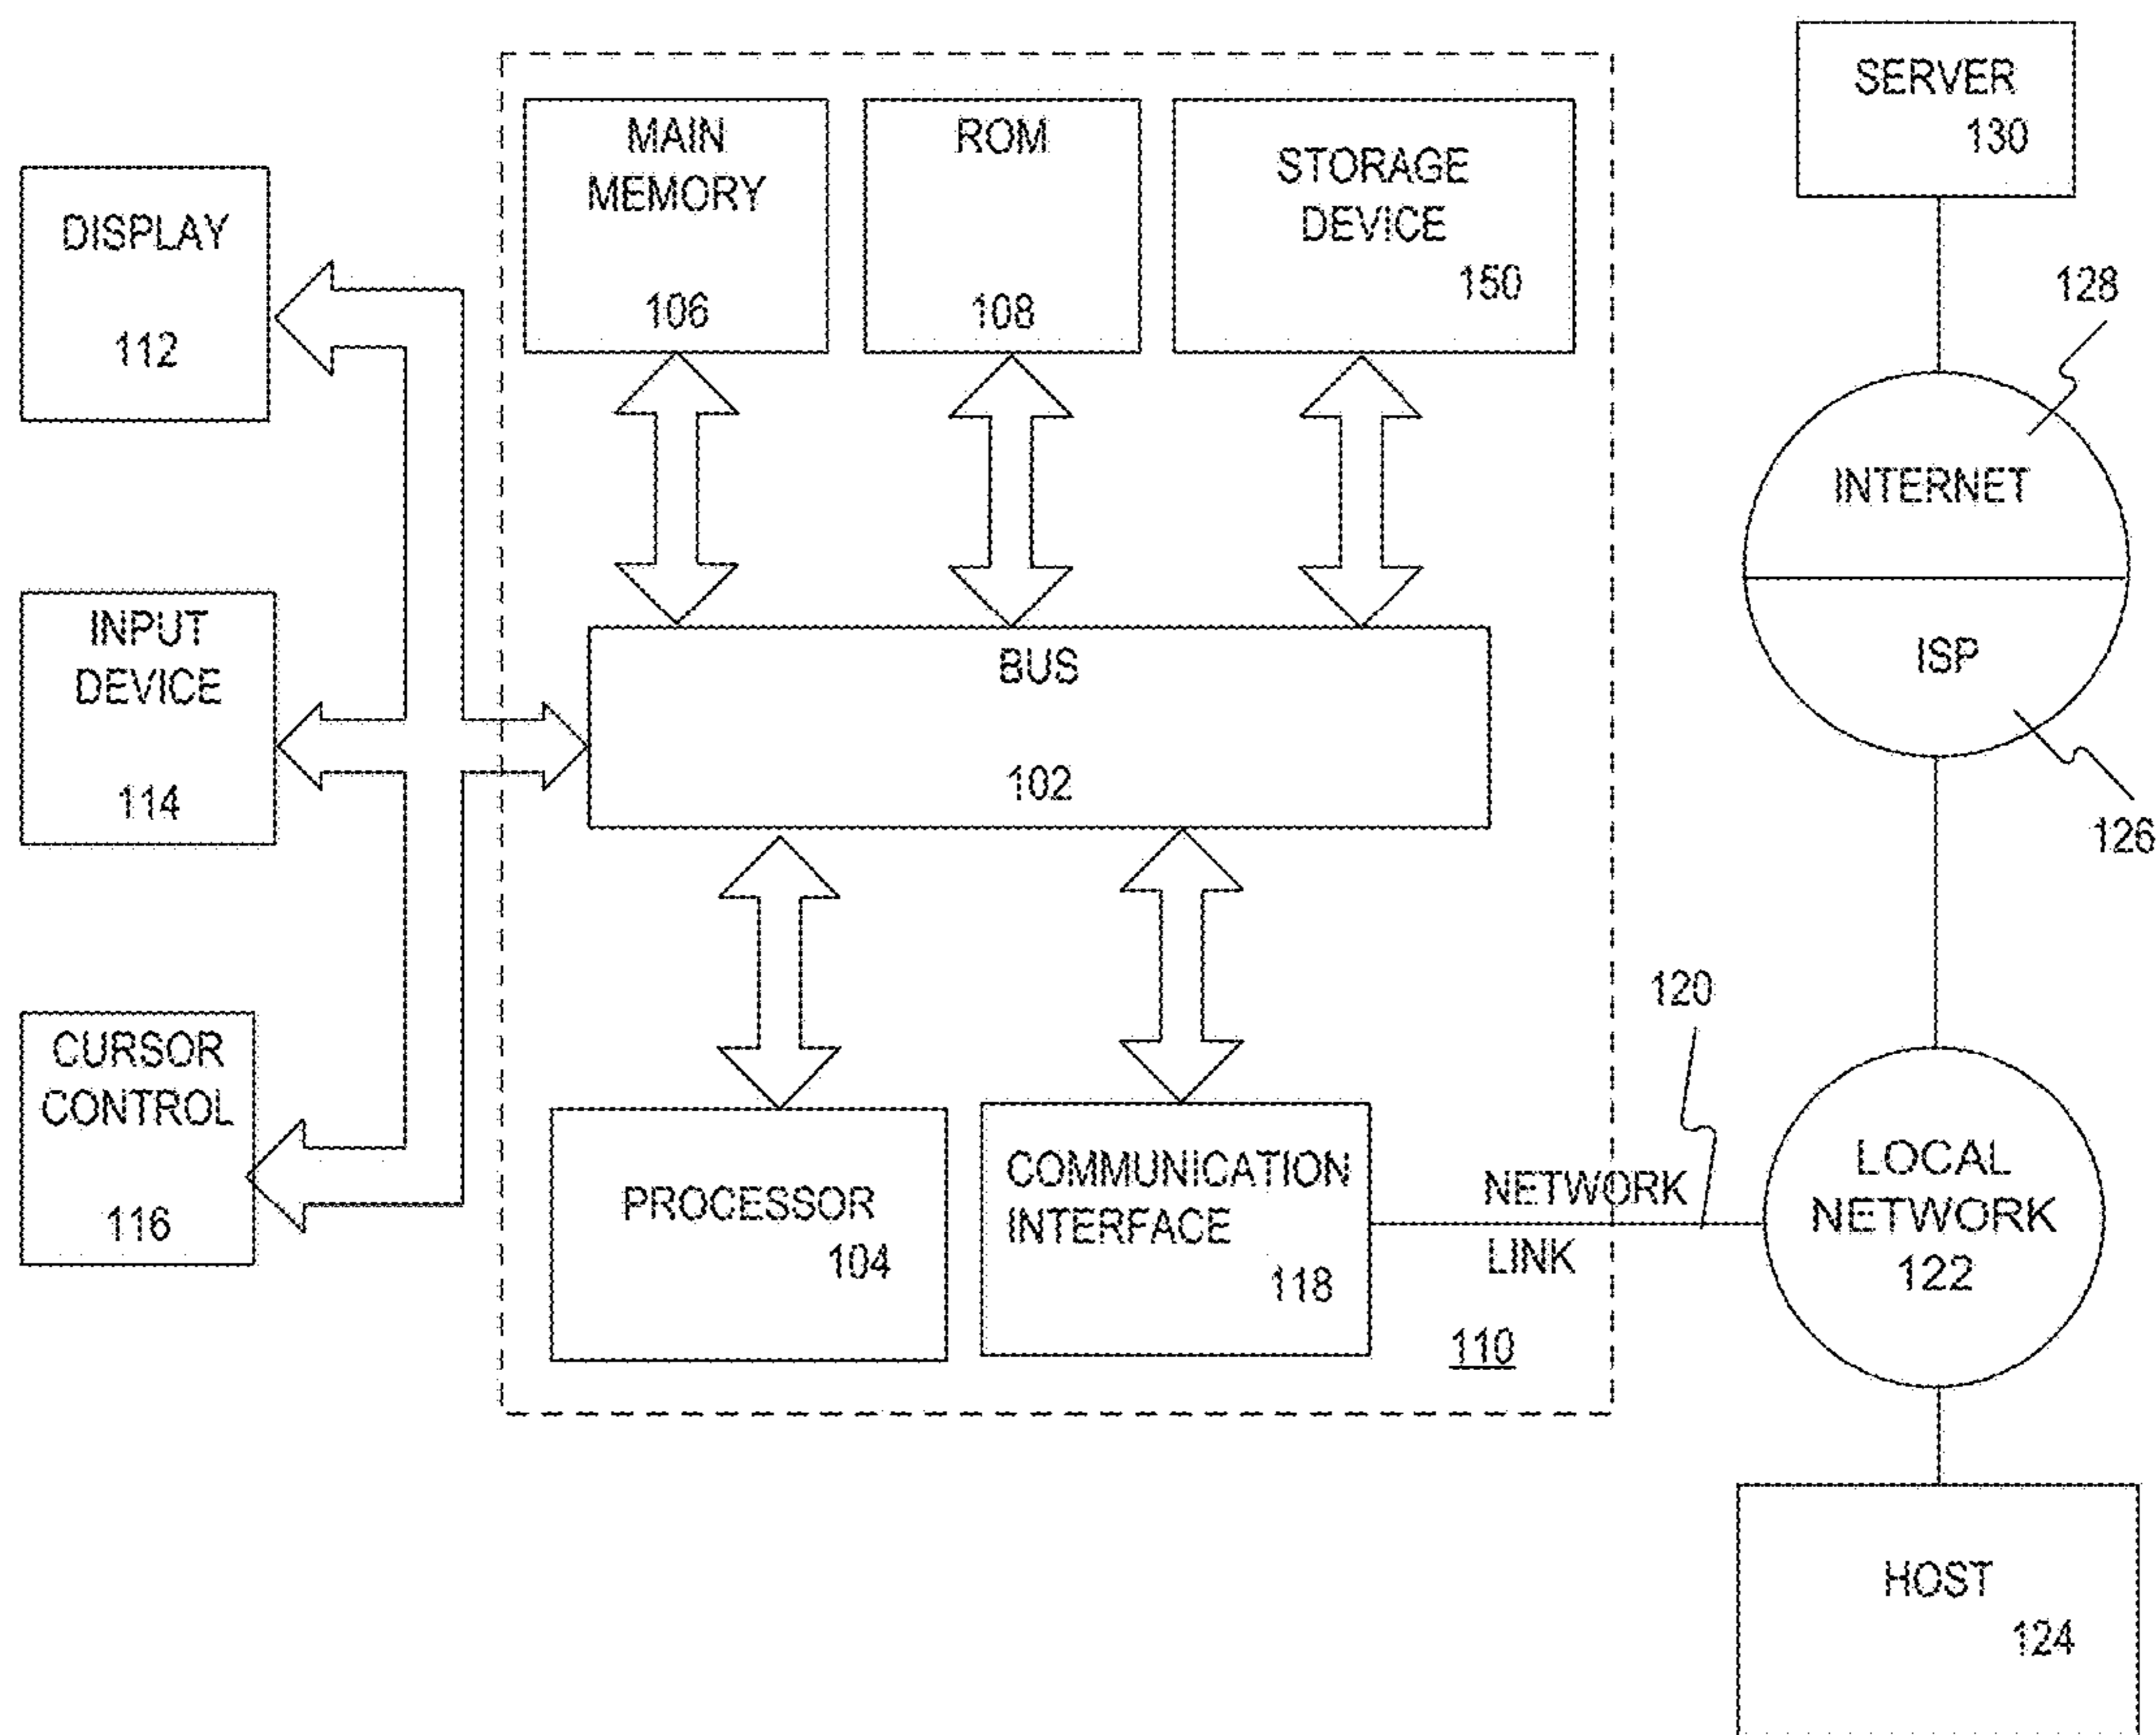 SERVER
130
MAIN
MEMORY
106
ROM
108
STORAGE
DEVICE
150
DISPLAY
112
128
INTERNET
ISP
126
INPUT
DEVICE
114
BUS
102
CURSOR
CONTROL
116
PROCESSOR
104
COMMUNICATION
INTERFACE
118
NETWORK
LINK
120
110
LOCAL
NETWORK
122
HOST
124